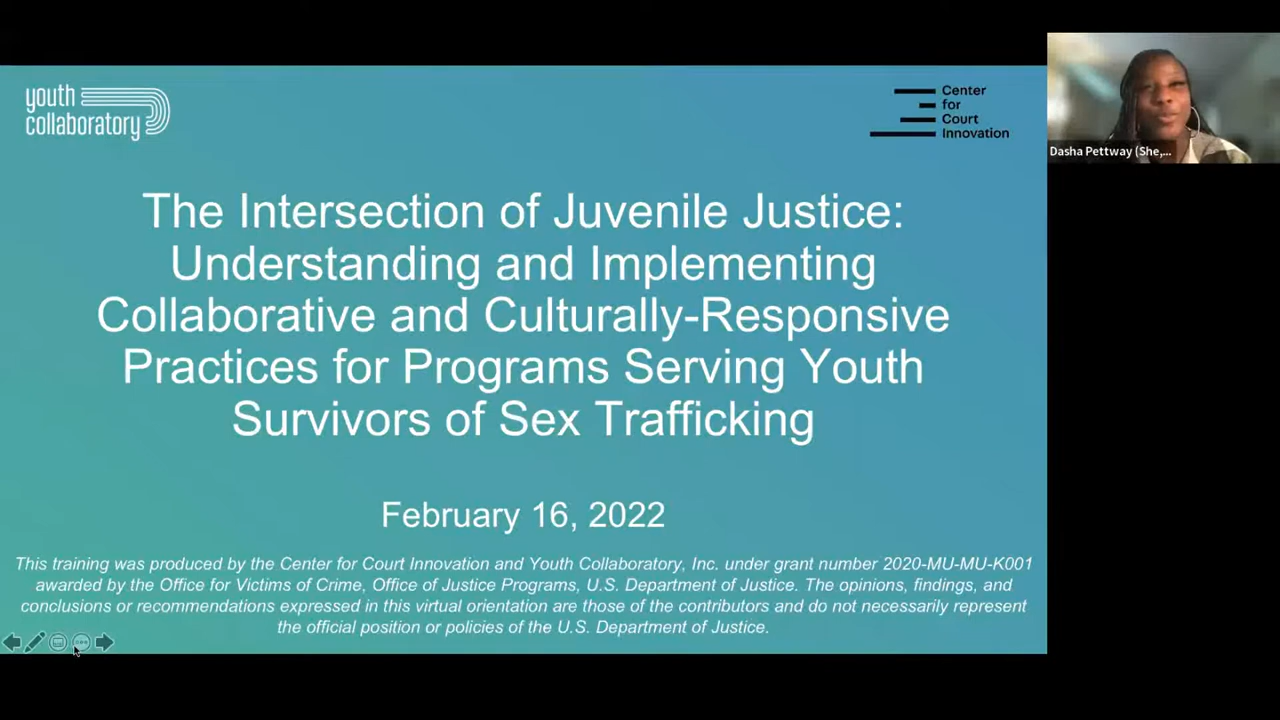 youth
collaboratory
Center
for
Court
Innovation
Dasha Pettway (She,...
The Intersection of Juvenile Justice:
Understanding and Implementing
Collaborative and Culturally-Responsive
Practices for Programs Serving Youth
Survivors of Sex Trafficking
February 16, 2022
This training was produced by the Center for Court Innovation and Youth Collaboratory, Inc. under grant number 2020-MU-MU-K001
awarded by the Office for Victims of Crime, Office of Justice Programs, U.S. Department of Justice. The opinions, findings, and
conclusions or recommendations expressed in this virtual orientation are those of the contributors and do not necessarily represent
the official position or policies of the U.S. Department of Justice.